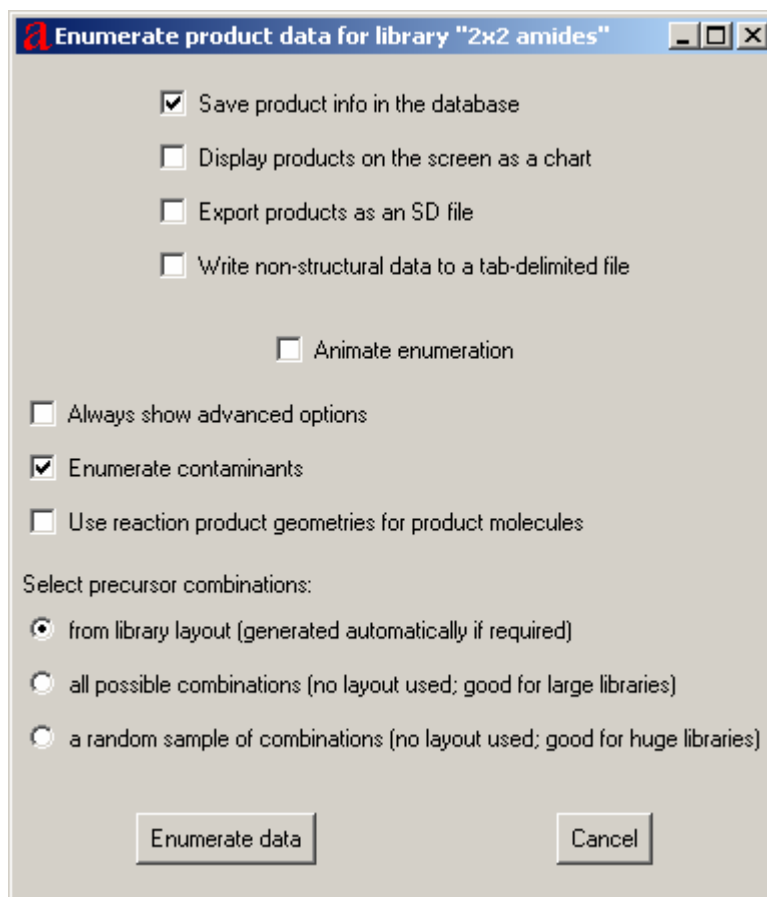 a Enumerate product data for library "2x2 amides"
Save product info in the database
Display products on the screen as a chart
Export products as an SD file
Write non-structural data to a tab-delimited file
Animate enumeration
Always show advanced options
Enumerate contaminants
Use reaction product geometries for product molecules
Select precursor combinations:
from library layout (generated automatically if required)
all possible combinations (no layout used; good for large libraries)
a random sample of combinations (no layout used; good for huge libraries)
Enumerate data Cancel